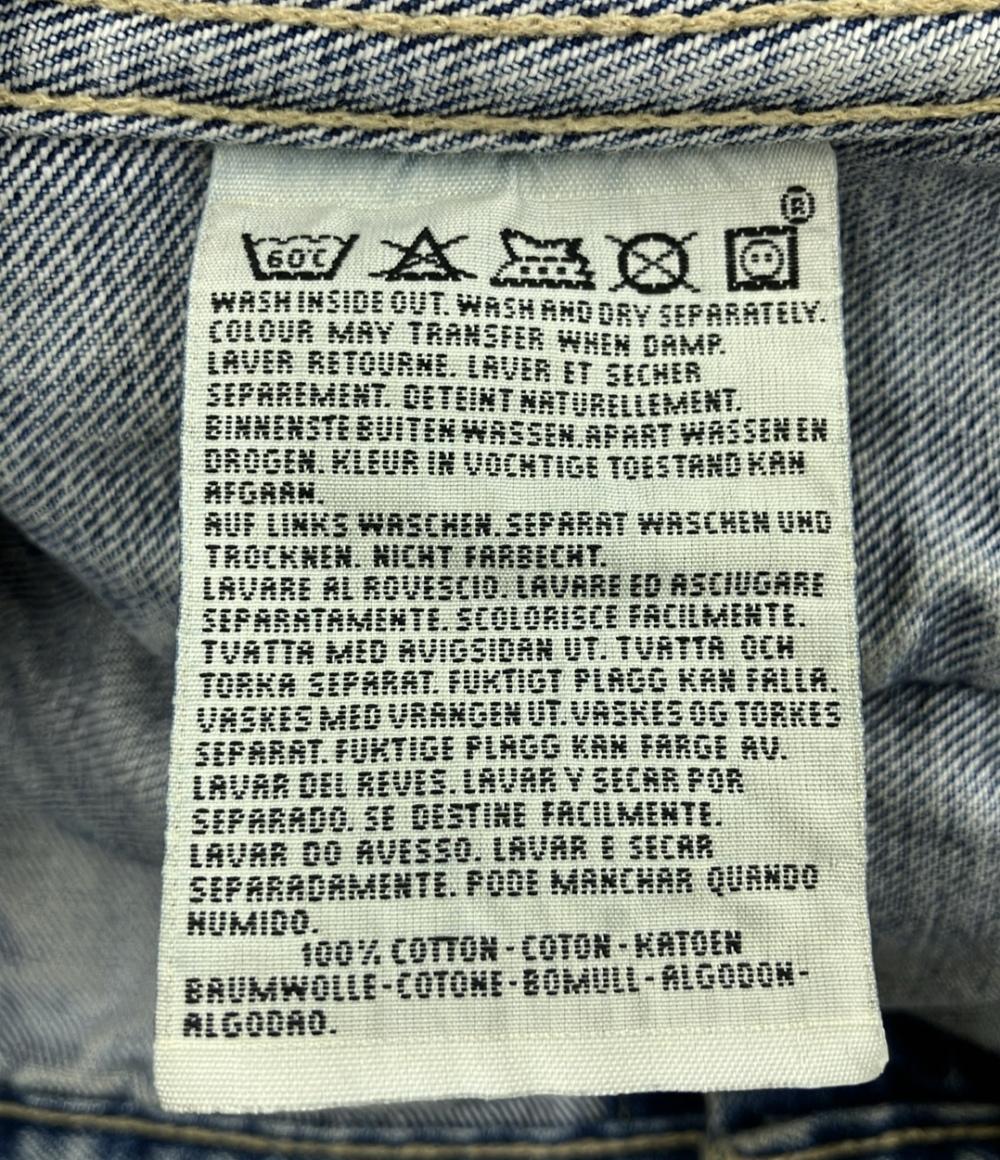 ®
60°C
WASH INSIDE OUT. WASH AND DRY SEPARATELY.
COLOUR MAY TRANSFER WHEN DAMP.
LAVER RETOURNE. LAVER ET SECHER
SEPAREMENT. DETEINT NATURELLEMENT.
BINNENSTE BUITEN WASSEN. APART WASSEN EN
DROGEN. KLEUR IN VOCHTIGE TOESTAND KAN
AFGAAN.
AUF LINKS WASCHEN. SEPARAT WASCHEN UND
TROCKNEN. NICHT FARBECHT.
LAVARE AL ROVESCIO. LAVARE ED ASCIUGARE
SEPARATAMENTE. SCOLORISCE FACILMENTE.
TVATTA MED AVIGSIDAN UT. TVATTA OCH
TORKA SEPARAT. FUKTIGT PLAGG KAN FALLA.
VASKES MED VRANGEN UT. VASKES OG TORKES
SEPARAT. FUKTIGE PLAGG KAN FARGE AV.
LAVAR DEL REVES. LAVAR Y SECAR POR
SEPARADO. SE DESTINE FACILMENTE.
LAVAR DO AVESSO. LAVAR E SECAR
SEPARADAMENTE. PODE MANCHAR QUANDO
HUMIDO.
100% COTTON - COTON - KATOEN
BAUMWOLLE - COTONE - BOMULL - ALGODON -
ALGODAO.